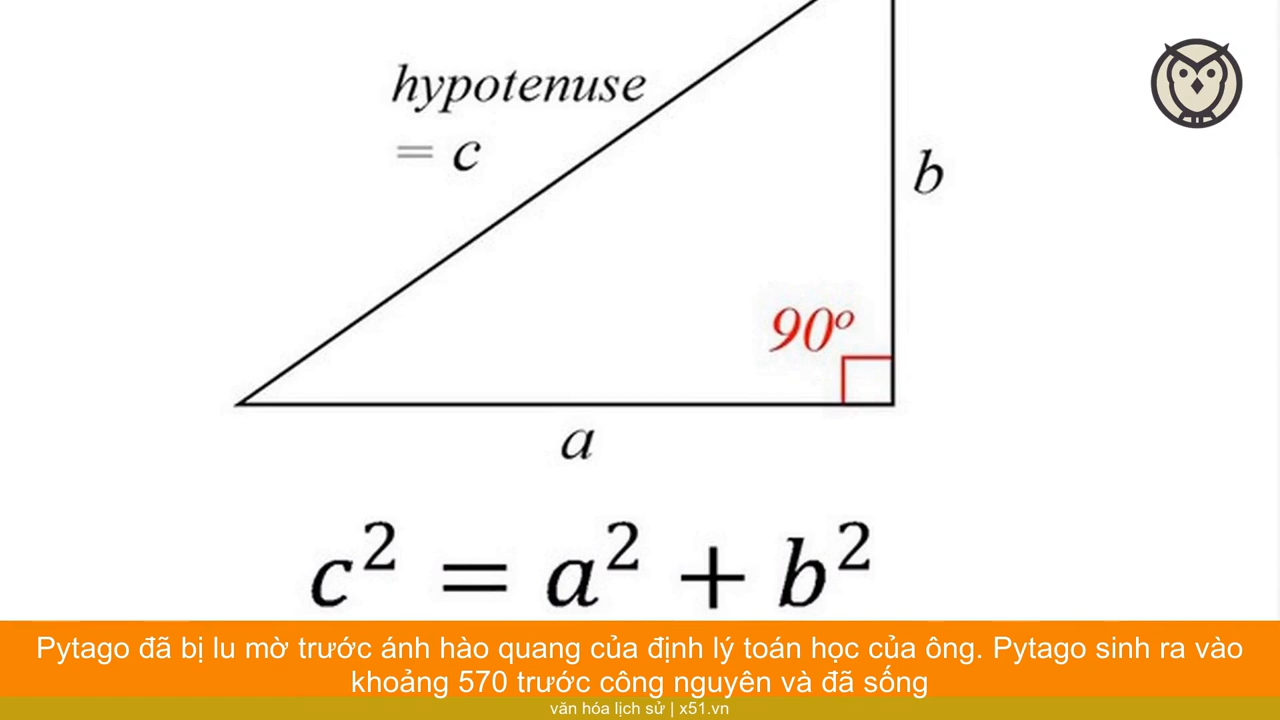 hypotenuse
= c
b
90º
a
c² = a² + b²
Pytago đã bị lu mờ trước ánh hào quang của định lý toán học của ông. Pytago sinh ra vào
khoảng 570 trước công nguyên và đã sống
văn hóa lịch sử | x51.vn